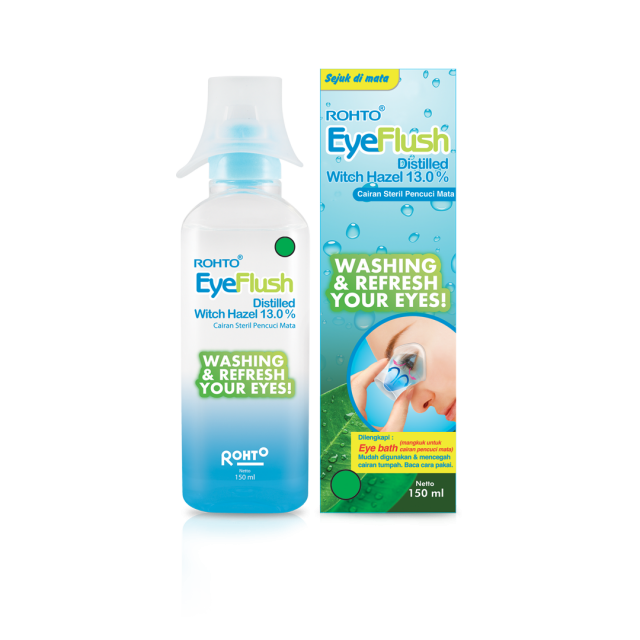 ROHTO®
EyeFlush
Distilled
Witch Hazel 13.0%
Cairan Steril Pencuci Mata
WASHING
& REFRESH
YOUR EYES!
ROHTO
Netto
150 ml
Sejuk di mata
ROHTO®
EyeFlush
Distilled
Witch Hazel 13.0%
Cairan Steril Pencuci Mata
WASHING
& REFRESH
YOUR EYES!
Dilengkapi :
Eye bath (mangkuk untuk cairan pencuci mata)
Mudah digunakan & mencegah
cairan tumpah. Baca cara pakai.
Netto
150 ml